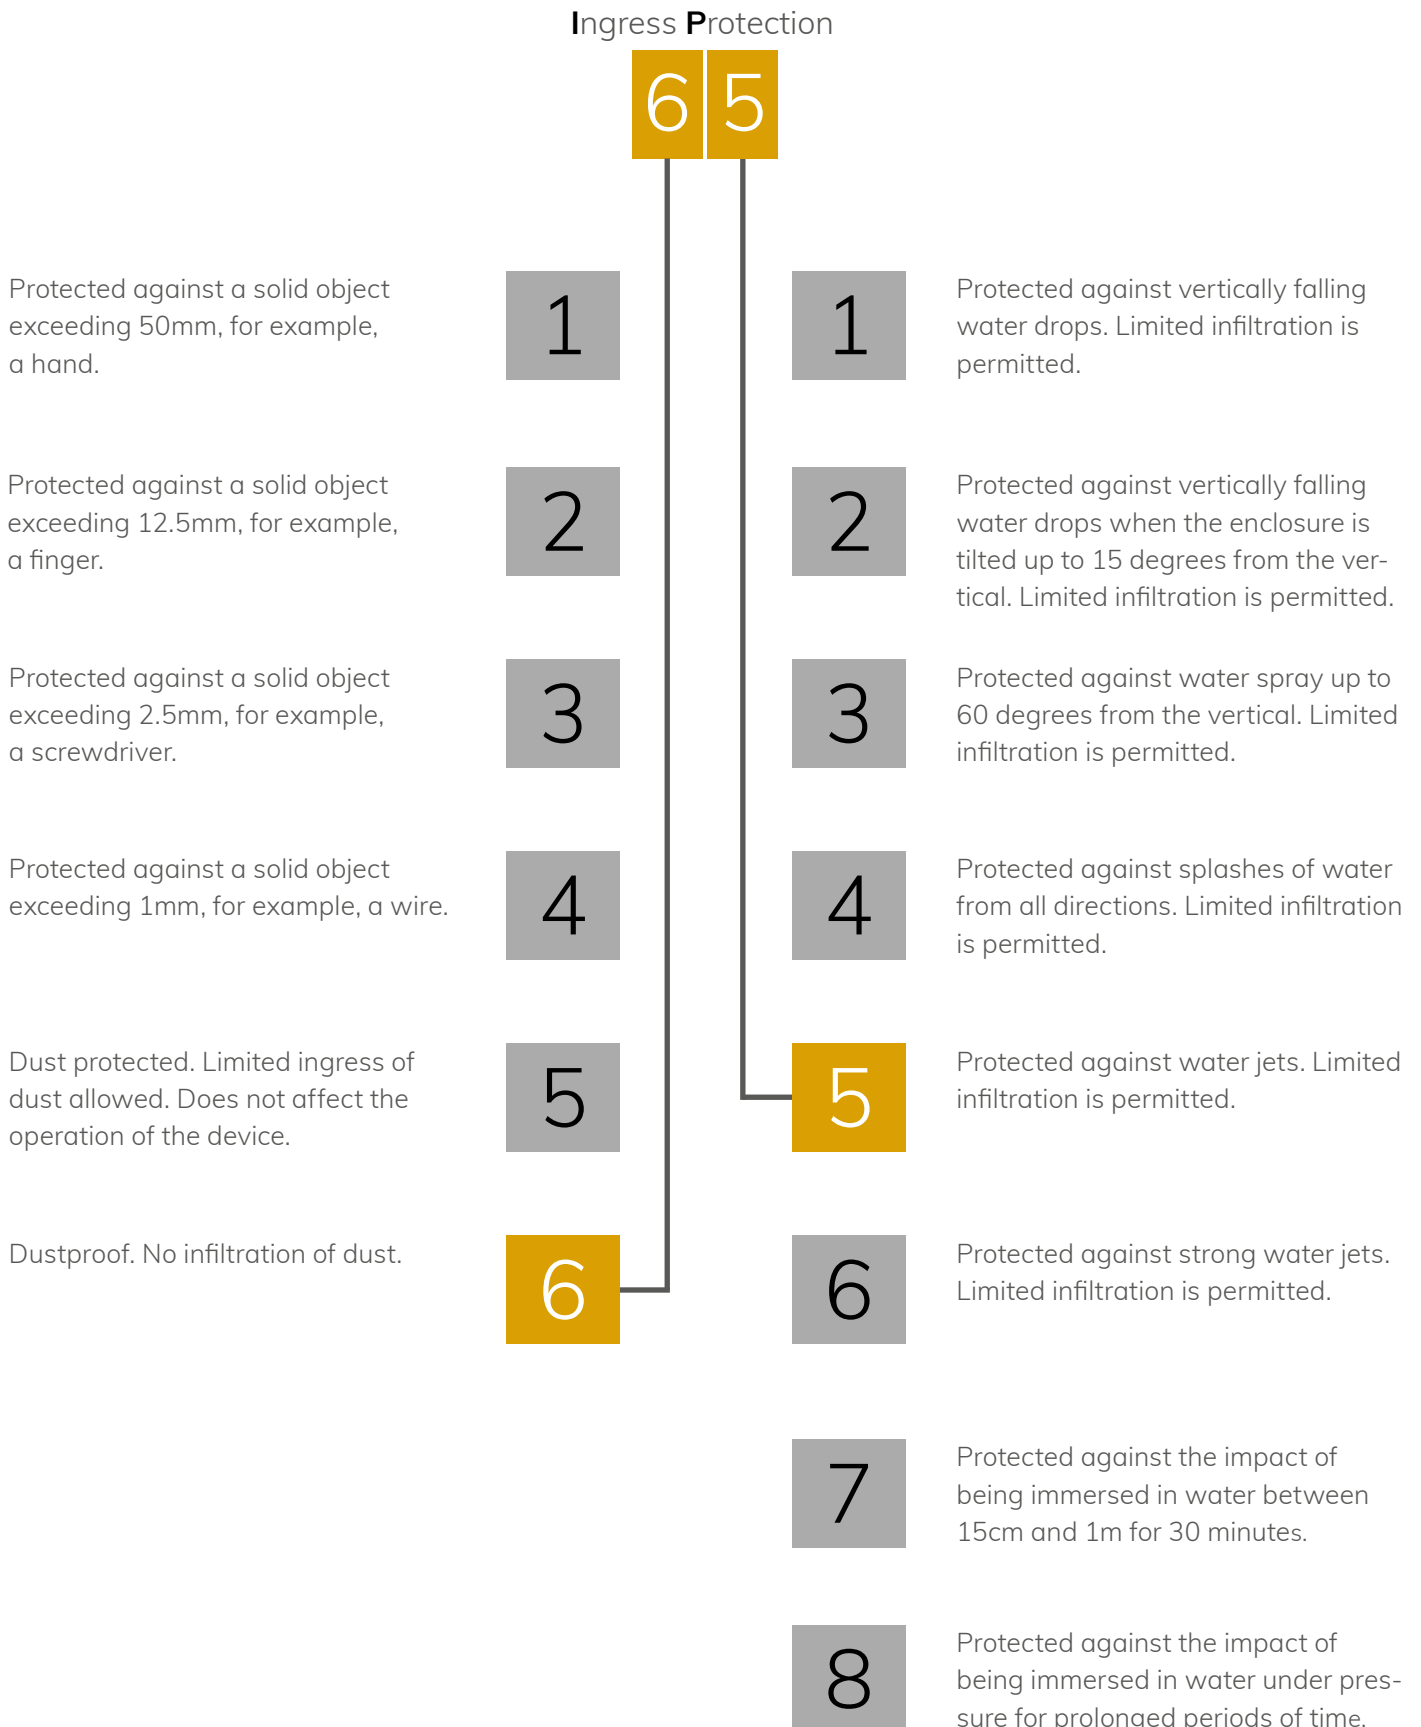 Ingress Protection
6 5
Protected against a solid object
exceeding 50mm, for example,
a hand.
1
1
Protected against vertically falling
water drops. Limited infiltration is
permitted.
Protected against a solid object
exceeding 12.5mm, for example,
a finger.
2
2
Protected against vertically falling
water drops when the enclosure is
tilted up to 15 degrees from the ver-
tical. Limited infiltration is permitted.
Protected against a solid object
exceeding 2.5mm, for example,
a screwdriver.
3
3
Protected against water spray up to
60 degrees from the vertical. Limited
infiltration is permitted.
Protected against a solid object
exceeding 1mm, for example, a wire.
4
4
Protected against splashes of water
from all directions. Limited infiltration
is permitted.
Dust protected. Limited ingress of
dust allowed. Does not affect the
operation of the device.
5
5
Protected against water jets. Limited
infiltration is permitted.
Dustproof. No infiltration of dust.
6
6
Protected against strong water jets.
Limited infiltration is permitted.
7
Protected against the impact of
being immersed in water between
15cm and 1m for 30 minutes.
8
Protected against the impact of
being immersed in water under pres-
sure for prolonged periods of time.